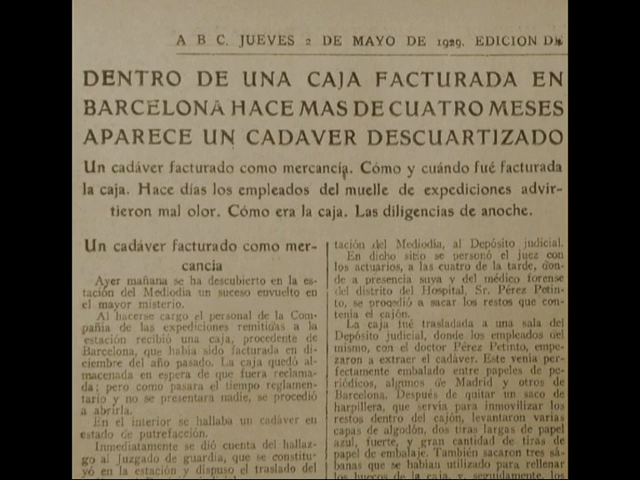 A B C. JUEVES 2 DE MAYO DE 1929. EDICION DE
DENTRO DE UNA CAJA FACTURADA EN
BARCELONA HACE MAS DE CUATRO MESES
APARECE UN CADAVER DESCUARTIZADO
Un cadáver facturado como mercancía. Cómo y cuándo fué facturada
la caja. Hace días los empleados del muelle de expediciones advir-
tieron mal olor. Cómo era la caja. Las diligencias de anoche.
Un cadáver facturado como mer-
cancía
Ayer mañana se ha descubierto en la es-
tación del Mediodía un suceso envuelto en
el mayor misterio.
Al hacerse cargo el personal de la Com-
pañía de las expediciones remitidas a la
estación recibió una caja, procedente de
Barcelona, que había sido facturada en di-
ciembre del año pasado. La caja quedó al-
macenada en espera de que fuera reclama-
da; pero como pasara el tiempo reglamen-
tario y no se presentara nadie, se procedió
a abrirla.
En el interior se hallaba un cadáver en
estado de putrefacción.
Inmediatamente se dió cuenta del hallaz-
go al Juzgado de guardia, que se constitu-
yó en la estación y dispuso el traslado del
tación del Mediodía, al Depósito judicial.
En dicho sitio se personó el juez con
los actuarios, a las cuatro de la tarde, don-
de a presencia suya y del médico forense
del distrito del Hospital, Sr. Pérez Petin-
to, se procedió a sacar los restos que con-
tenía el cajón.
La caja fué trasladada a una sala del
Depósito judicial, donde los empleados del
mismo, con el doctor Pérez Petinto, empe-
zaron a extraer el cadáver. Este venía per-
fectamente embalado entre papeles de pe-
riódicos, algunos de Madrid y otros de
Barcelona. Después de quitar un saco de
harpillera, que servía para inmovilizar los
restos dentro del cajón, levantaron varias
capas de algodón, dos tiras largas de papel
azul, fuerte, y gran cantidad de tiras de
papel de embalaje. También sacaron tres sá-
banas que se habían utilizado para rellenar
los huecos de la caja, y, seguidamente, los